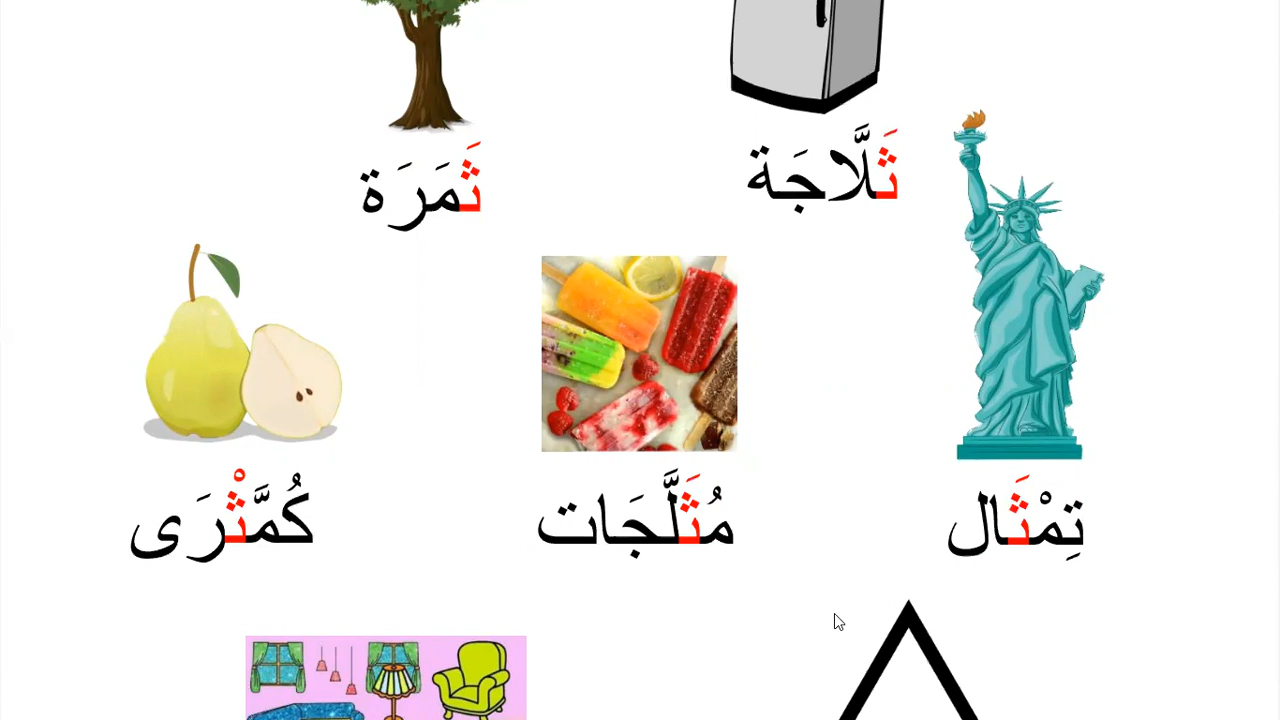 ثَلَّاجَة
ثَمَرَة
تِمْثَال
مُثَلَّجَات
كُمَّثْرَى